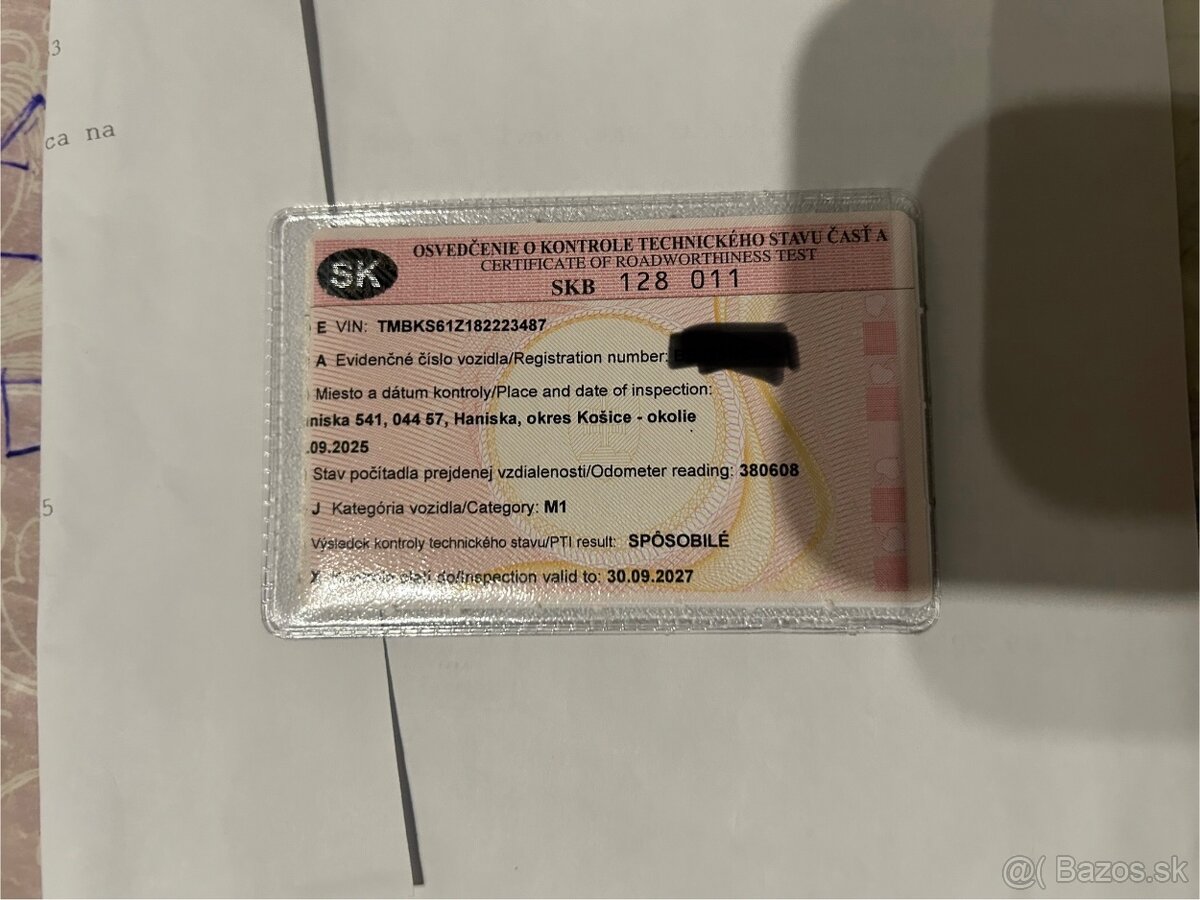 3
ca na
5
SK
OSVEDČENIE O KONTROLE TECHNICKÉHO STAVU ČASŤ A
CERTIFICATE OF ROADWORTHINESS TEST
SKB 128 011
E VIN: TMBKS61Z182223487
A Evidenčné číslo vozidla/Registration number:
Miesto a dátum kontroly/Place and date of inspection:
niska 541, 044 57, Haniska, okres Košice - okolie
.09.2025
Stav počítadla prejdenej vzdialenosti/Odometer reading: 380608
J Kategória vozidla/Category: M1
Výsledok kontroly technického stavu/PTI result: SPÔSOBILÉ
X platí do/Inspection valid to: 30.09.2027
@( Bazos.sk